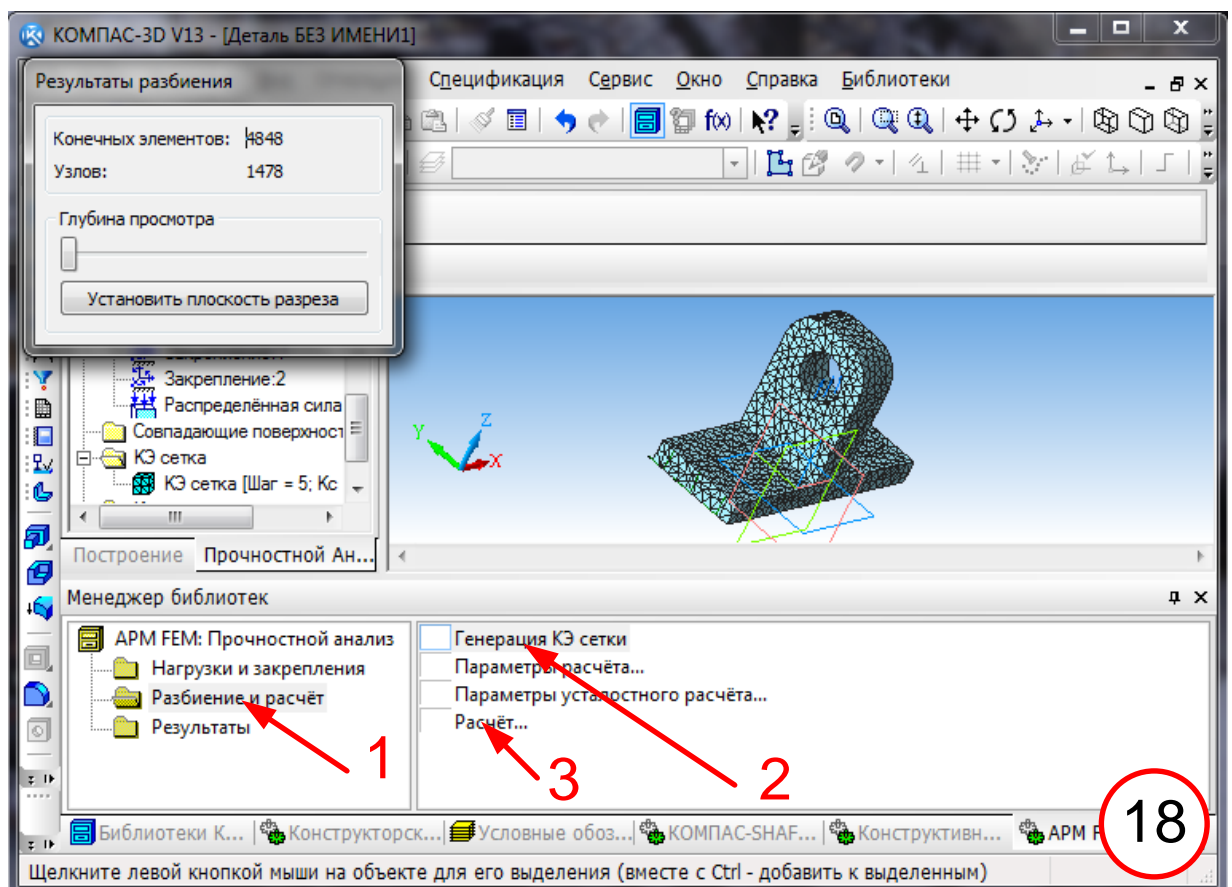 КОМПАС-3D V13 - [Деталь БЕЗ ИМЕНИ1]
Результаты разбиения
Конечных элементов: 4848
Узлов: 1478
Глубина просмотра
Установить плоскость разреза
Спецификация Сервис Окно Справка Библиотеки
f(x)
Закрепление:2
Распределённая сила
Совпадающие поверхност
КЭ сетка
КЭ сетка [Шаг = 5; Кс
Y Z X
Построение Прочностной Ан...
Менеджер библиотек
APM FEM: Прочностной анализ
Нагрузки и закрепления
Разбиение и расчёт
Результаты
Генерация КЭ сетки
Параметры расчёта...
Параметры усталостного расчёта...
Расчёт...
1
2
3
Библиотеки К... Конструкторск... Условные обоз... КОМПАС-SHAF... Конструктивн... APM F
18
Щелкните левой кнопкой мыши на объекте для его выделения (вместе с Ctrl - добавить к выделенным)